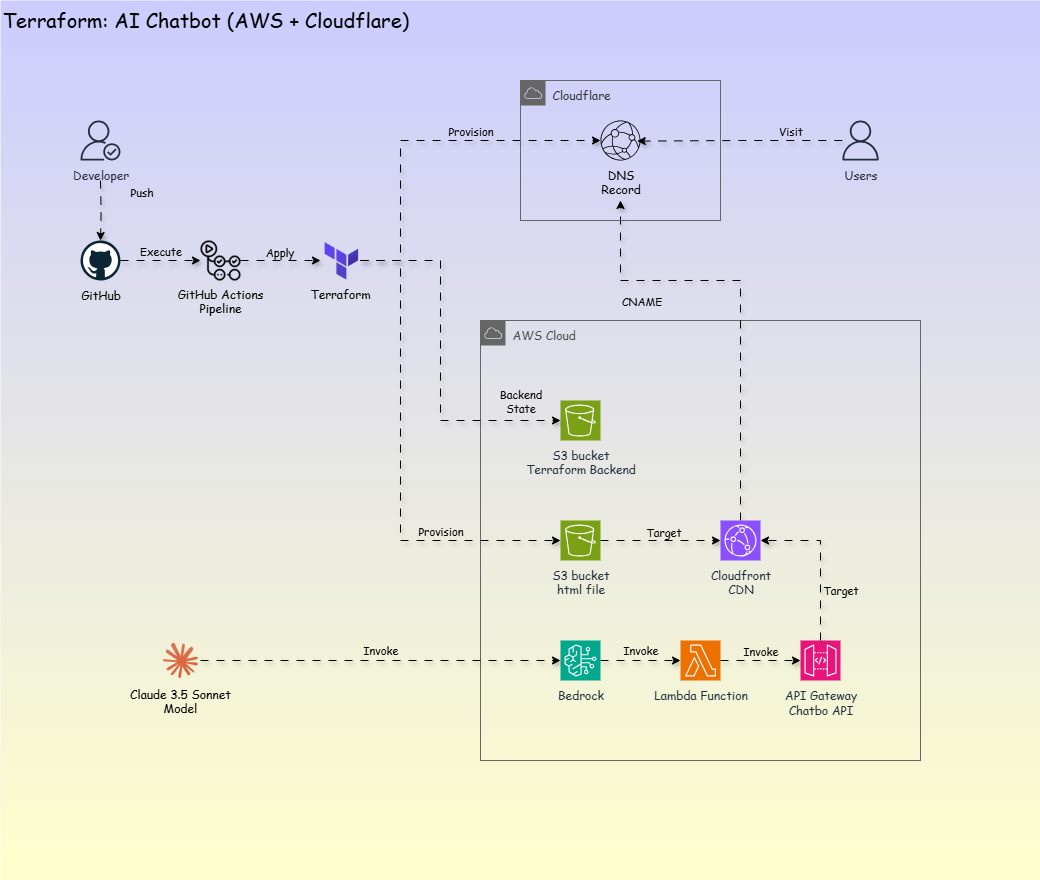 Terraform: AI Chatbot (AWS + Cloudflare)
Cloudflare
Provision
Visit
Developer
DNS
Record
Users
Push
Execute
Apply
GitHub
GitHub Actions
Pipeline
Terraform
CNAME
AWS Cloud
Backend
State
S3 bucket
Terraform Backend
Provision
Target
S3 bucket
html file
Cloudfront
CDN
Target
Invoke
Invoke
Invoke
Claude 3.5 Sonnet
Model
Bedrock
Lambda Function
API Gateway
Chatbo API